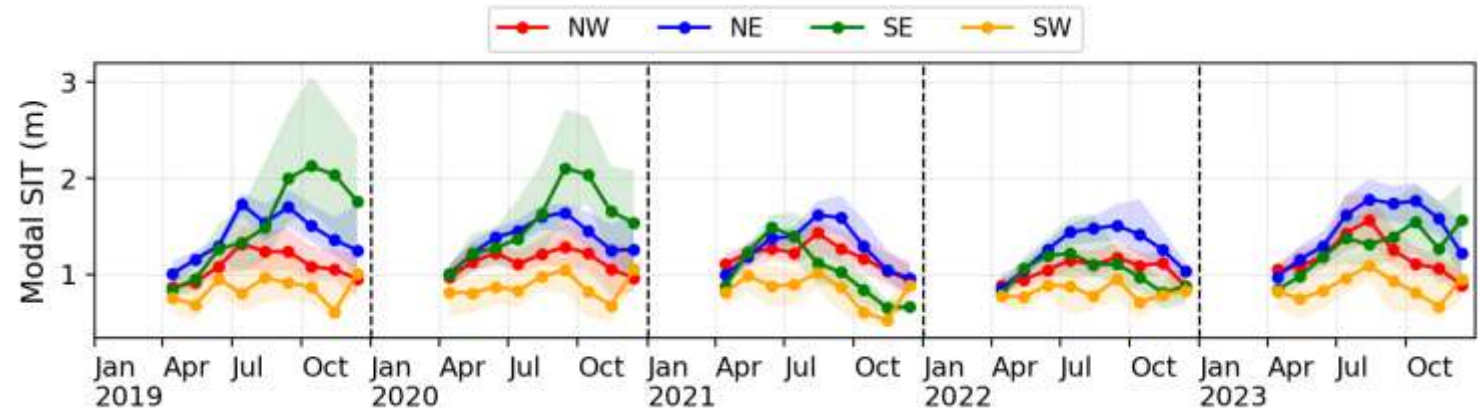 NW NE SE SW
Modal SIT (m)
3
2
1
Jan Apr Jul Oct Jan Apr Jul Oct Jan Apr Jul Oct Jan Apr Jul Oct Jan Apr Jul Oct
2019 2020 2021 2022 2023